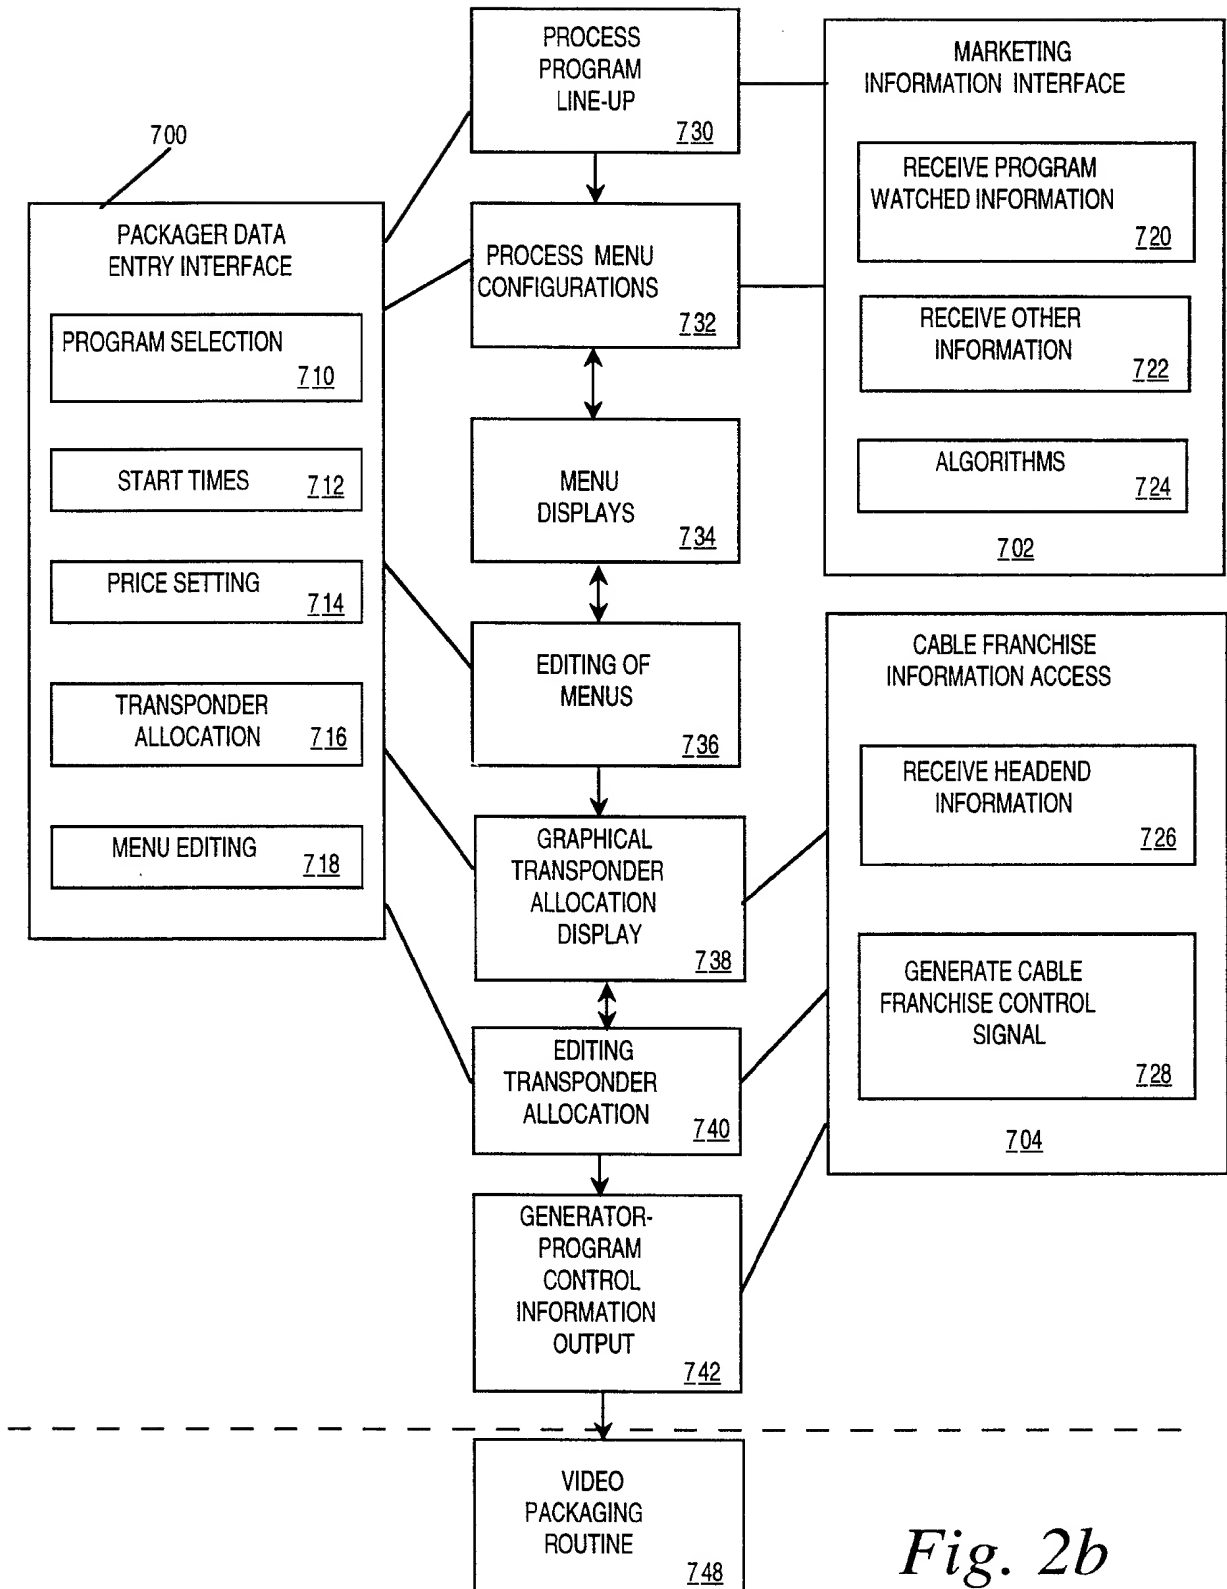 PROCESS
PROGRAM
LINE-UP
730
MARKETING
INFORMATION INTERFACE
RECEIVE PROGRAM
WATCHED INFORMATION
720
RECEIVE OTHER
INFORMATION
722
ALGORITHMS
724
702
700
PACKAGER DATA
ENTRY INTERFACE
PROGRAM SELECTION
710
START TIMES
712
PRICE SETTING
714
TRANSPONDER
ALLOCATION
716
MENU EDITING
718
PROCESS MENU
CONFIGURATIONS
732
MENU
DISPLAYS
734
EDITING OF
MENUS
736
GRAPHICAL
TRANSPONDER
ALLOCATION
DISPLAY
738
EDITING
TRANSPONDER
ALLOCATION
740
GENERATOR-
PROGRAM
CONTROL
INFORMATION
OUTPUT
742
CABLE FRANCHISE
INFORMATION ACCESS
RECEIVE HEADEND
INFORMATION
726
GENERATE CABLE
FRANCHISE CONTROL
SIGNAL
728
704
VIDEO
PACKAGING
ROUTINE
748
Fig. 2b